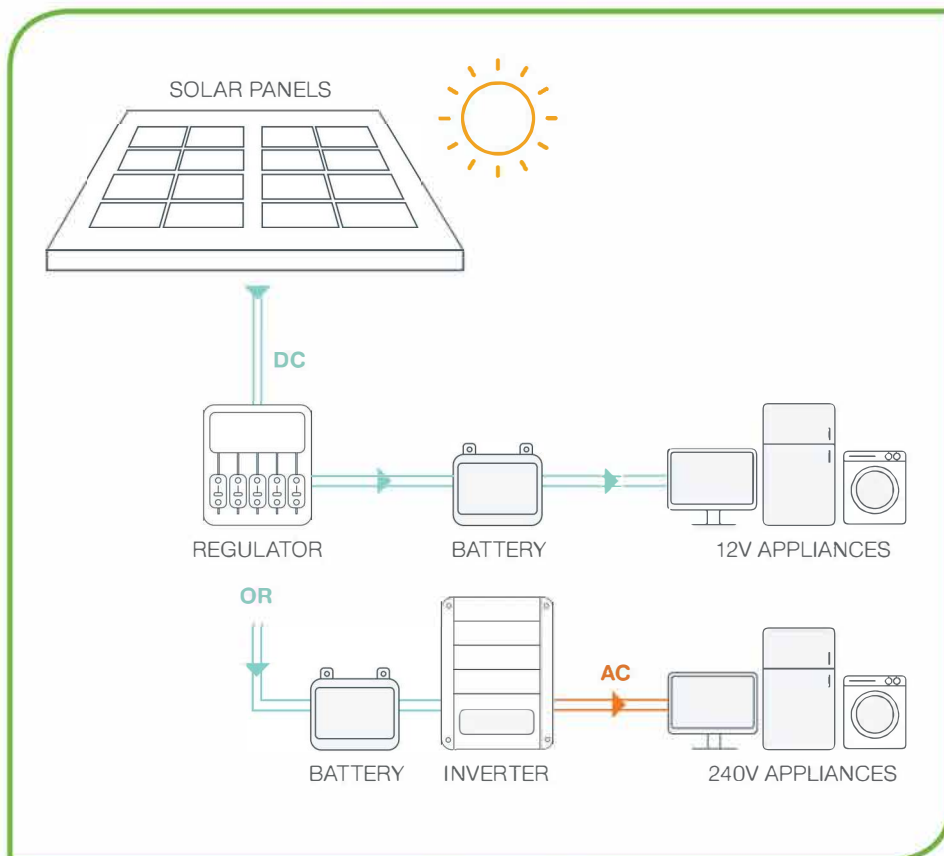 SOLAR PANELS
DC
REGULATOR
BATTERY
12V APPLIANCES
OR
AC
BATTERY
INVERTER
240V APPLIANCES